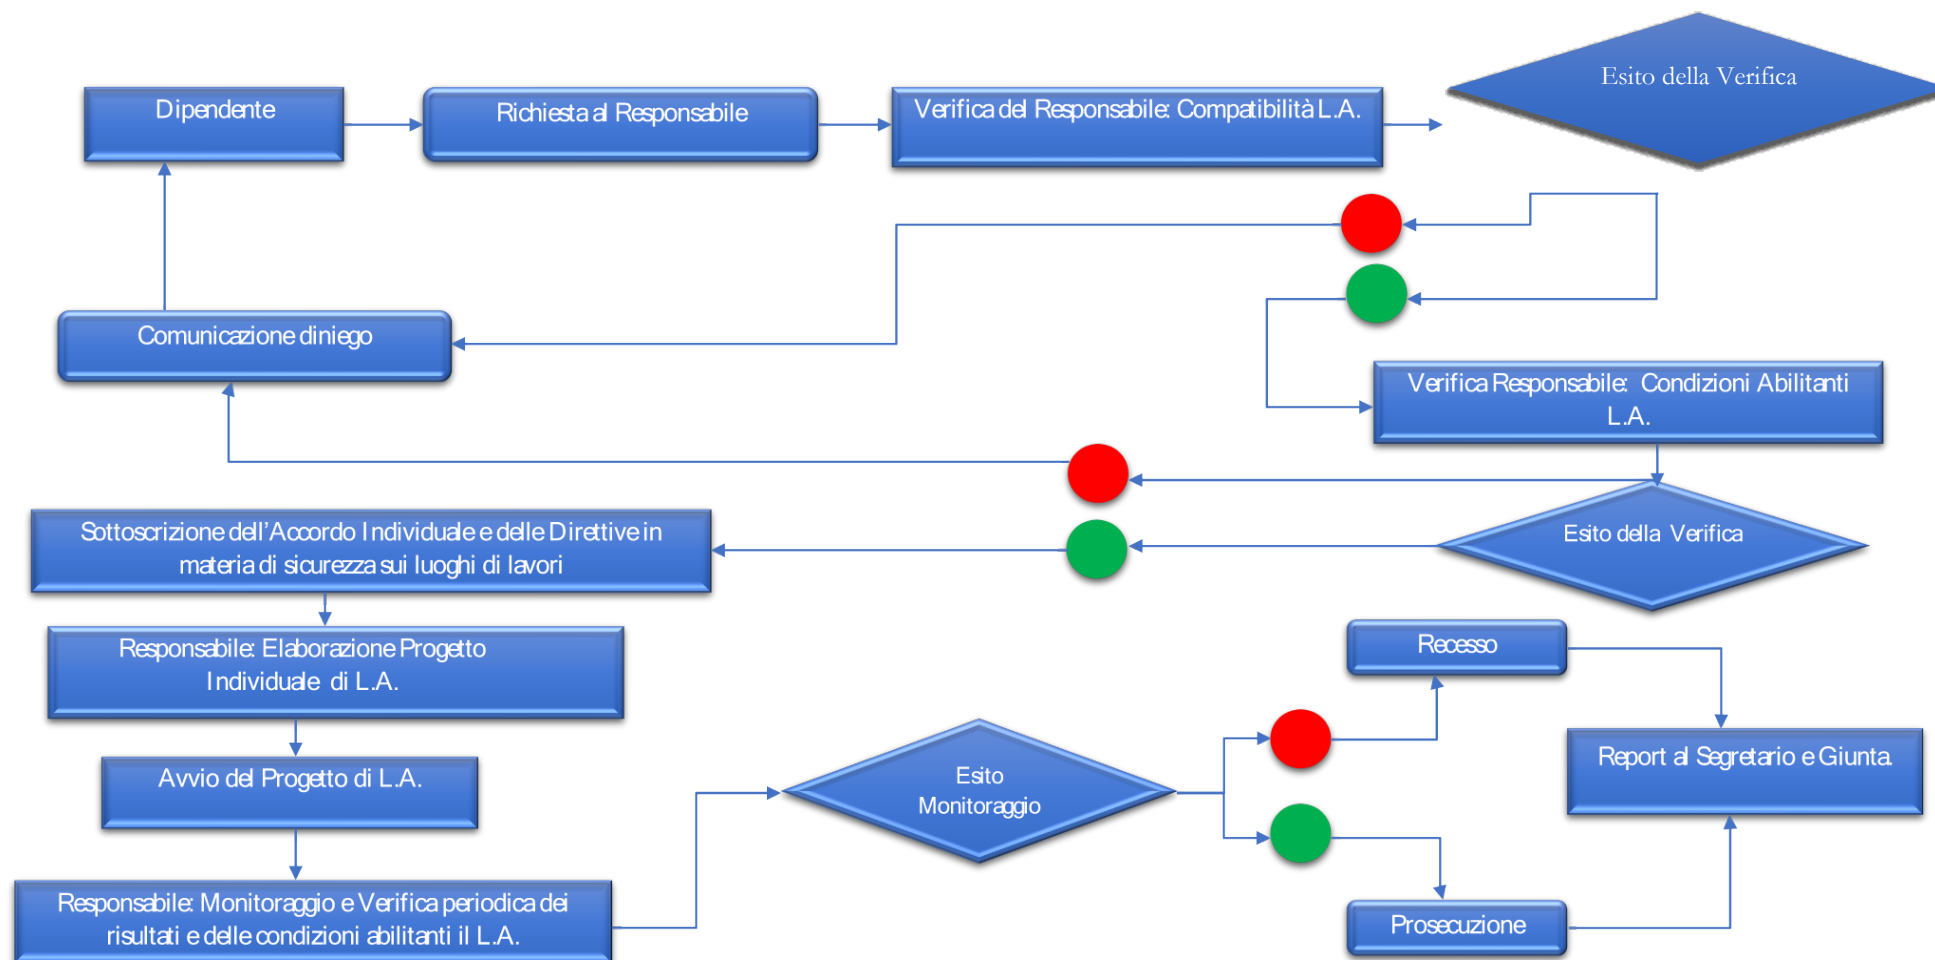 Dipendente
Richiesta al Responsabile
Verifica del Responsabile: Compatibilità L.A.
Esito della Verifica
Comunicazione diniego
Verifica Responsabile: Condizioni Abilitanti
L.A.
Sottoscrizione dell'Accordo Individuale e delle Direttive in
materia di sicurezza sui luoghi di lavori
Esito della Verifica
Responsabile: Elaborazione Progetto
Individuale di L.A.
Recesso
Avvio del Progetto di L.A.
Esito
Monitoraggio
Report al Segretario e Giunta.
Responsabile: Monitoraggio e Verifica periodica dei
risultati e delle condizioni abilitanti il L.A.
Prosecuzione